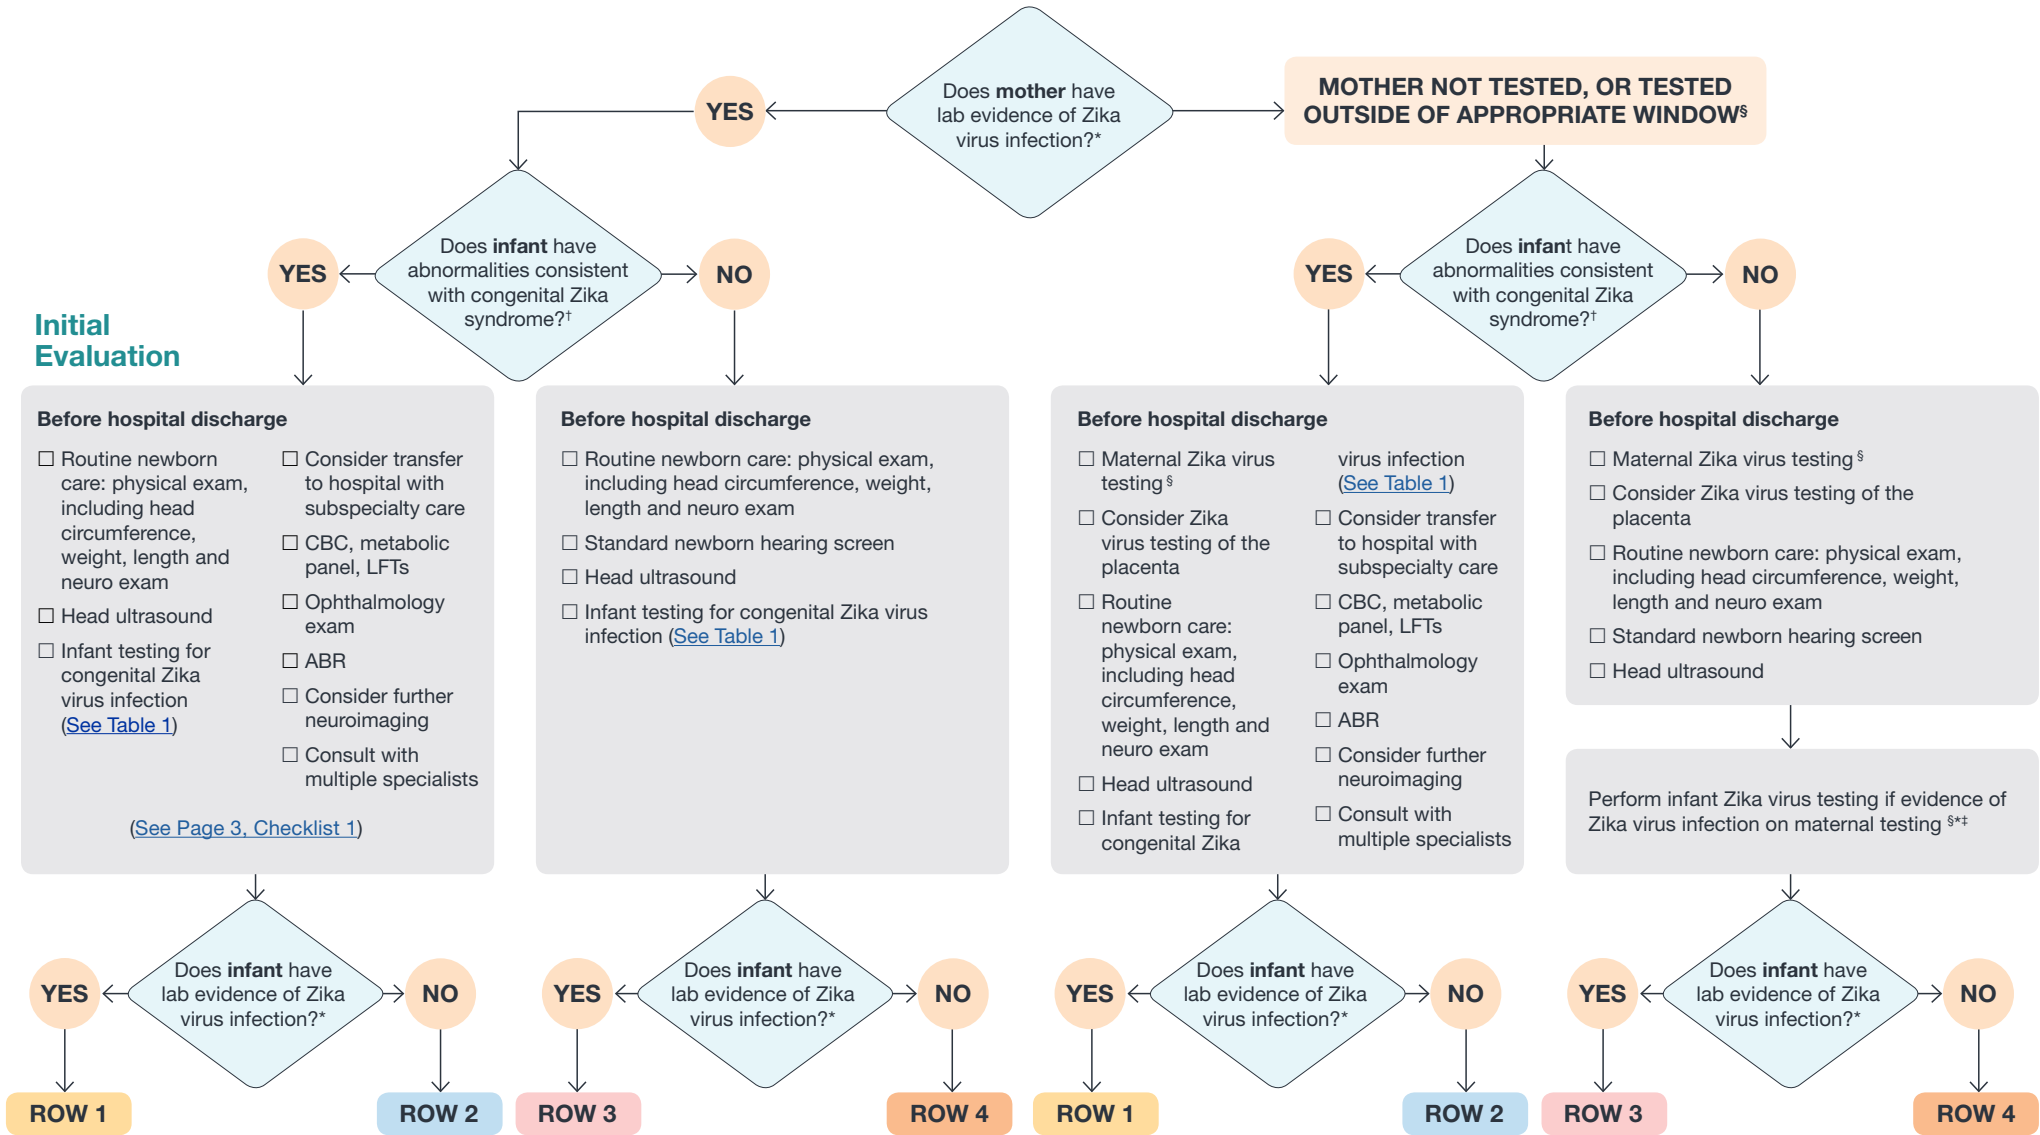 Does mother have
lab evidence of Zika
virus infection?*
YES
MOTHER NOT TESTED, OR TESTED
OUTSIDE OF APPROPRIATE WINDOW§
Does infant have
abnormalities consistent
with congenital Zika
syndrome?†
YES
NO
Does infant have
abnormalities consistent
with congenital Zika
syndrome?†
YES
NO
Initial
Evaluation
Before hospital discharge
☐ Routine newborn
care: physical exam,
including head
circumference,
weight, length and
neuro exam
☐ Head ultrasound
☐ Infant testing for
congenital Zika
virus infection
(See Table 1)
☐ Consider transfer
to hospital with
subspecialty care
☐ CBC, metabolic
panel, LFTs
☐ Ophthalmology
exam
☐ ABR
☐ Consider further
neuroimaging
☐ Consult with
multiple specialists
(See Page 3, Checklist 1)
Before hospital discharge
☐ Routine newborn care: physical exam,
including head circumference, weight,
length and neuro exam
☐ Standard newborn hearing screen
☐ Head ultrasound
☐ Infant testing for congenital Zika virus
infection (See Table 1)
Before hospital discharge
☐ Maternal Zika virus
testing §
☐ Consider Zika
virus testing of the
placenta
☐ Routine
newborn care:
physical exam,
including head
circumference,
weight, length and
neuro exam
☐ Head ultrasound
☐ Infant testing for
congenital Zika
virus infection
(See Table 1)
☐ Consider transfer
to hospital with
subspecialty care
☐ CBC, metabolic
panel, LFTs
☐ Ophthalmology
exam
☐ ABR
☐ Consider further
neuroimaging
☐ Consult with
multiple specialists
Before hospital discharge
☐ Maternal Zika virus testing §
☐ Consider Zika virus testing of the
placenta
☐ Routine newborn care: physical exam,
including head circumference, weight,
length and neuro exam
☐ Standard newborn hearing screen
☐ Head ultrasound
Perform infant Zika virus testing if evidence of
Zika virus infection on maternal testing §*‡
Does infant have
lab evidence of Zika
virus infection?*
YES
NO
ROW 1
ROW 2
Does infant have
lab evidence of Zika
virus infection?*
YES
NO
ROW 3
ROW 4
Does infant have
lab evidence of Zika
virus infection?*
YES
NO
ROW 1
ROW 2
Does infant have
lab evidence of Zika
virus infection?*
YES
NO
ROW 3
ROW 4